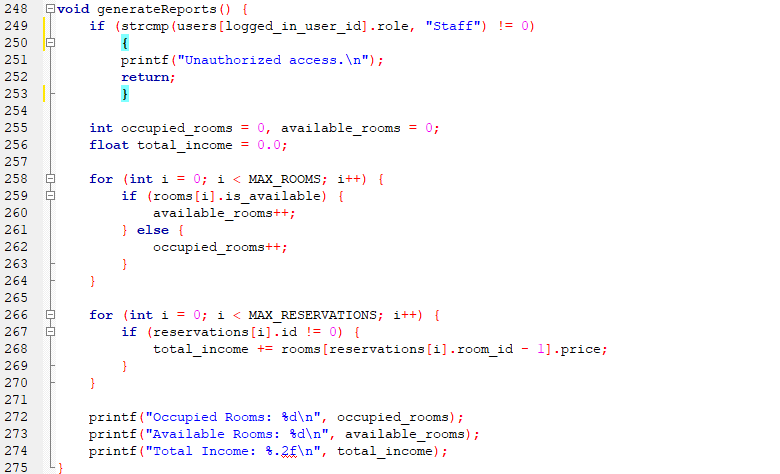 248 void generateReports() {
249     if (strcmp(users[logged_in_user_id].role, "Staff") != 0)
250         {
251         printf("Unauthorized access.\n");
252         return;
253         }
254
255     int occupied_rooms = 0, available_rooms = 0;
256     float total_income = 0.0;
257
258     for (int i = 0; i < MAX_ROOMS; i++) {
259         if (rooms[i].is_available) {
260             available_rooms++;
261         } else {
262             occupied_rooms++;
263         }
264     }
265
266     for (int i = 0; i < MAX_RESERVATIONS; i++) {
267         if (reservations[i].id != 0) {
268             total_income += rooms[reservations[i].room_id - 1].price;
269         }
270     }
271
272     printf("Occupied Rooms: %d\n", occupied_rooms);
273     printf("Available Rooms: %d\n", available_rooms);
274     printf("Total Income: %.2f\n", total_income);
275 }